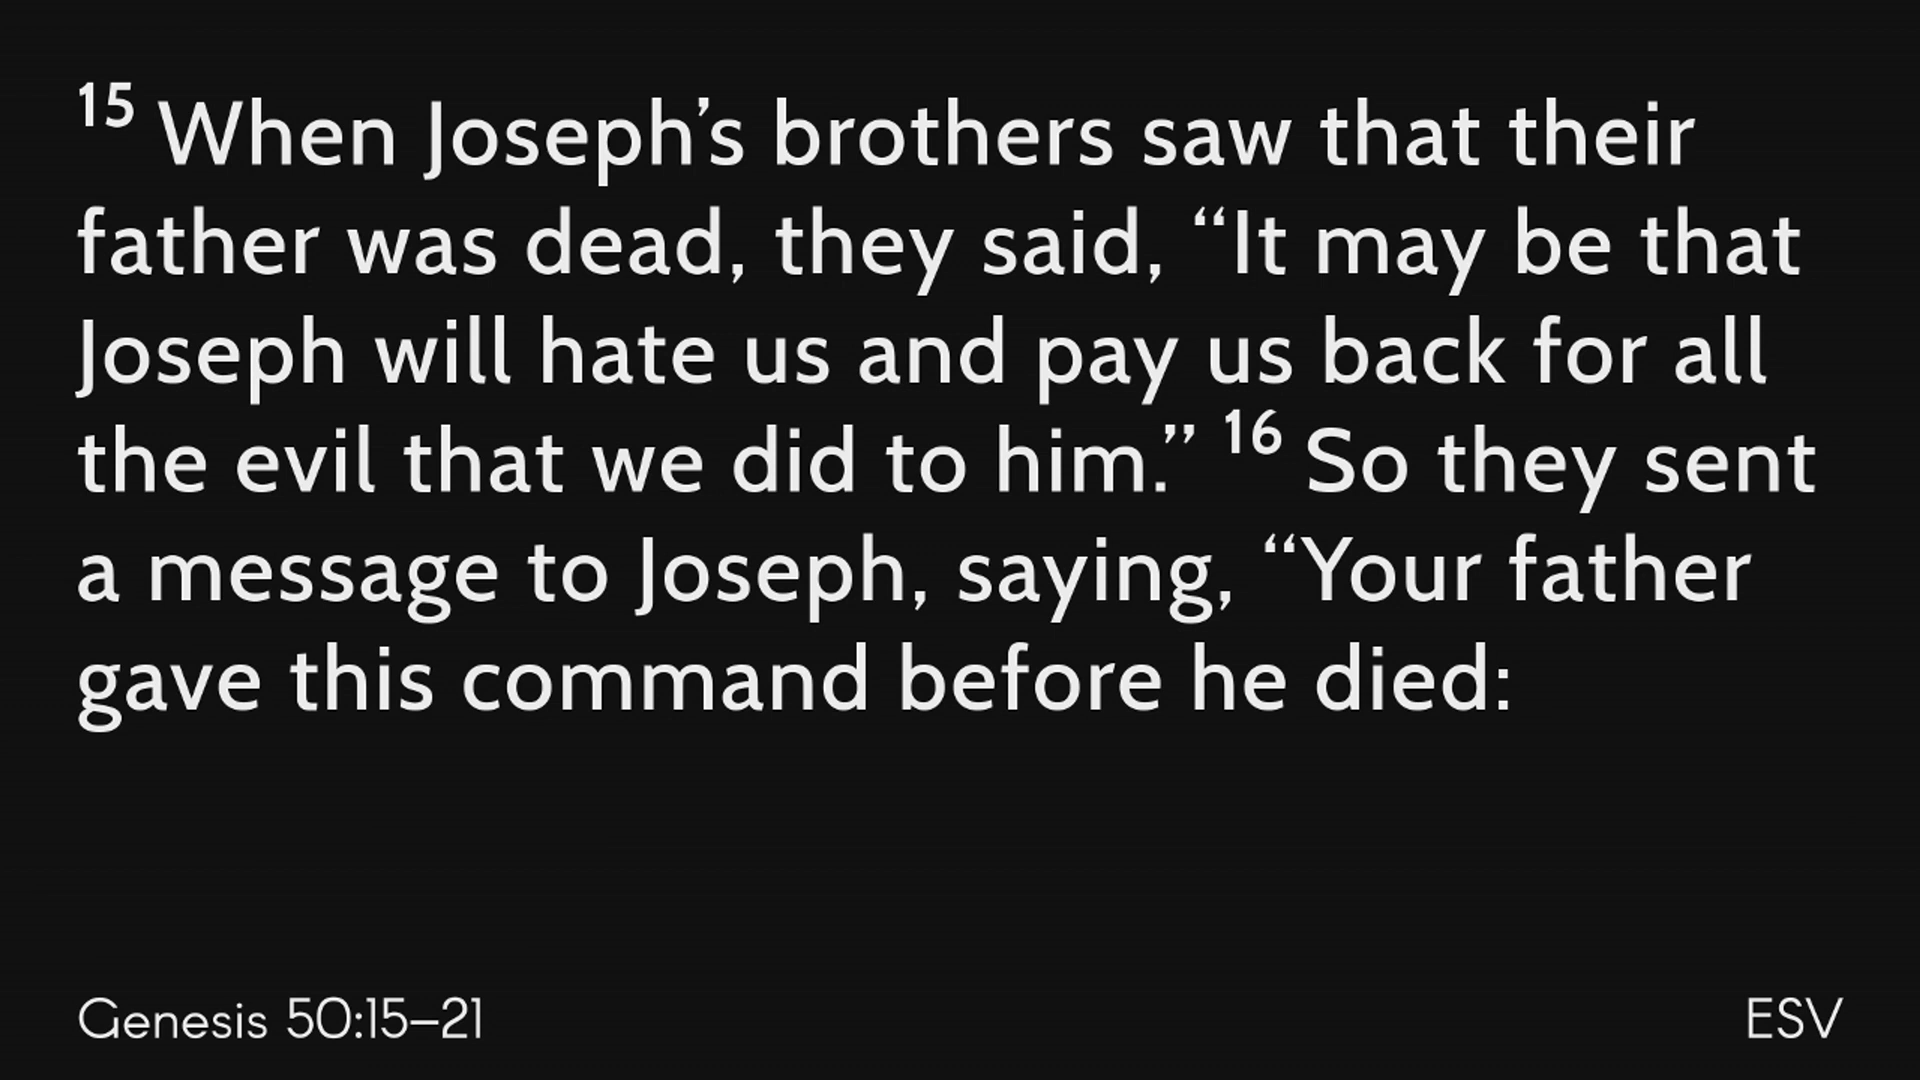 15 When Joseph’s brothers saw that their
father was dead, they said, “It may be that
Joseph will hate us and pay us back for all
the evil that we did to him.” 16 So they sent
a message to Joseph, saying, “Your father
gave this command before he died:
Genesis 50:15–21
ESV